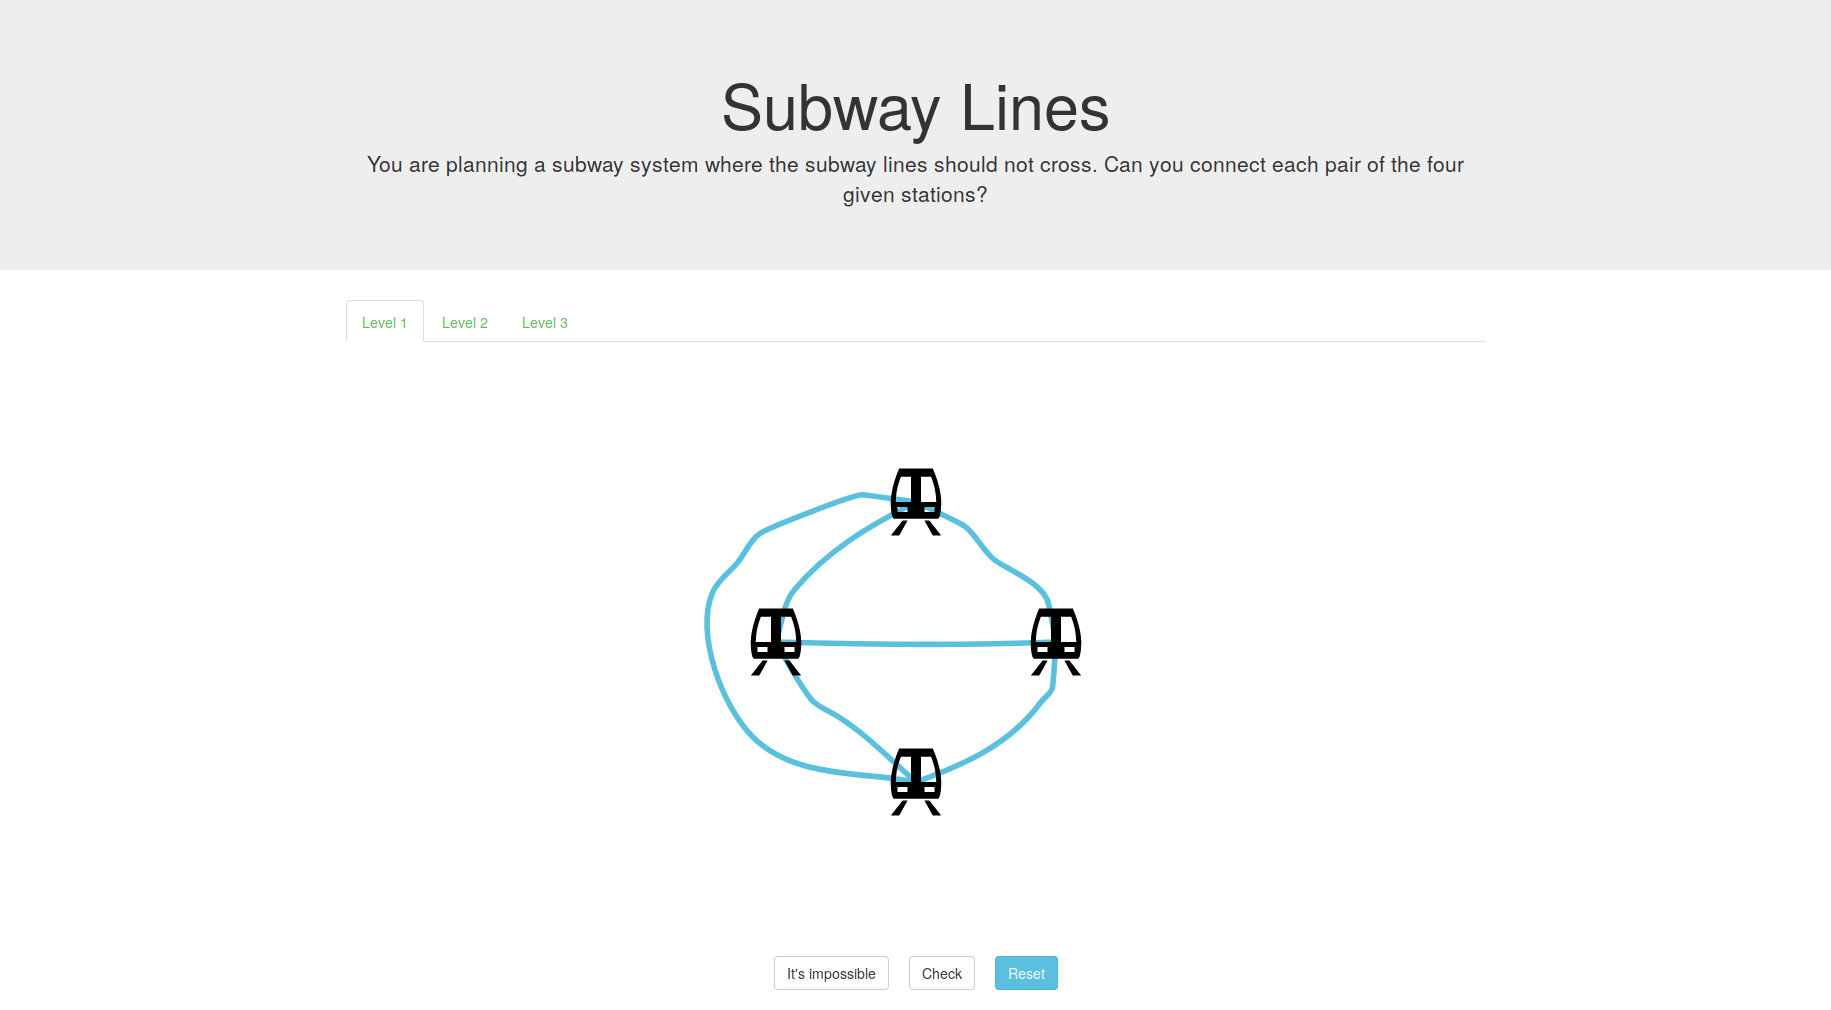 Subway Lines
You are planning a subway system where the subway lines should not cross. Can you connect each pair of the four
given stations?
Level 1 Level 2 Level 3
It's impossible Check Reset